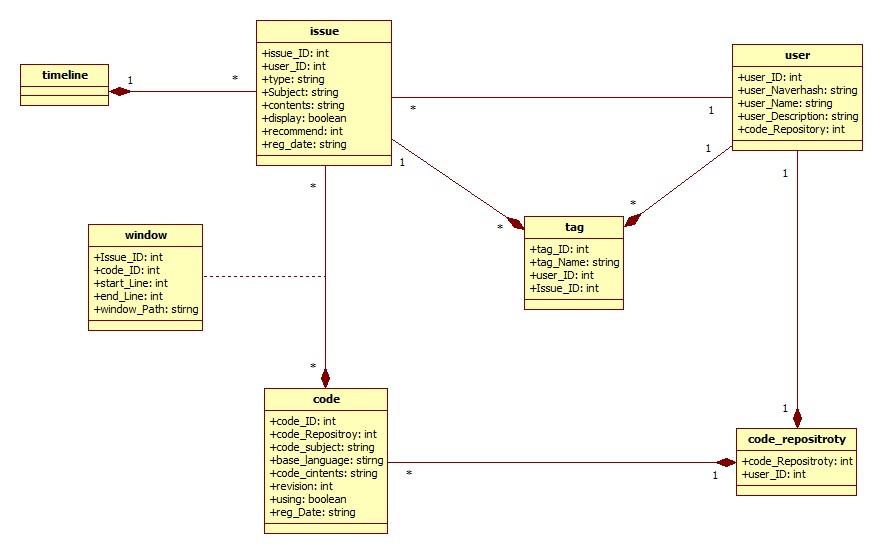 issue
+issue_ID: int
+user_ID: int
+type: string
+Subject: string
+contents: string
+display: boolean
+recommend: int
+reg_date: string
timeline
1
*
user
+user_ID: int
+user_Naverhash: string
+user_Name: string
+user_Description: string
+code_Repository: int
*
1
1
*
1
*
1
*
window
+Issue_ID: int
+code_ID: int
+start_Line: int
+end_Line: int
+window_Path: stirng
tag
+tag_ID: int
+tag_Name: string
+user_ID: int
+Issue_ID: int
*
1
code
+code_ID: int
+code_Repositroy: int
+code_subject: string
+base_language: stirng
+code_cintents: string
+revision: int
+using: boolean
+reg_Date: string
code_repositroty
+code_Repositroty: int
+user_ID: int
*
1